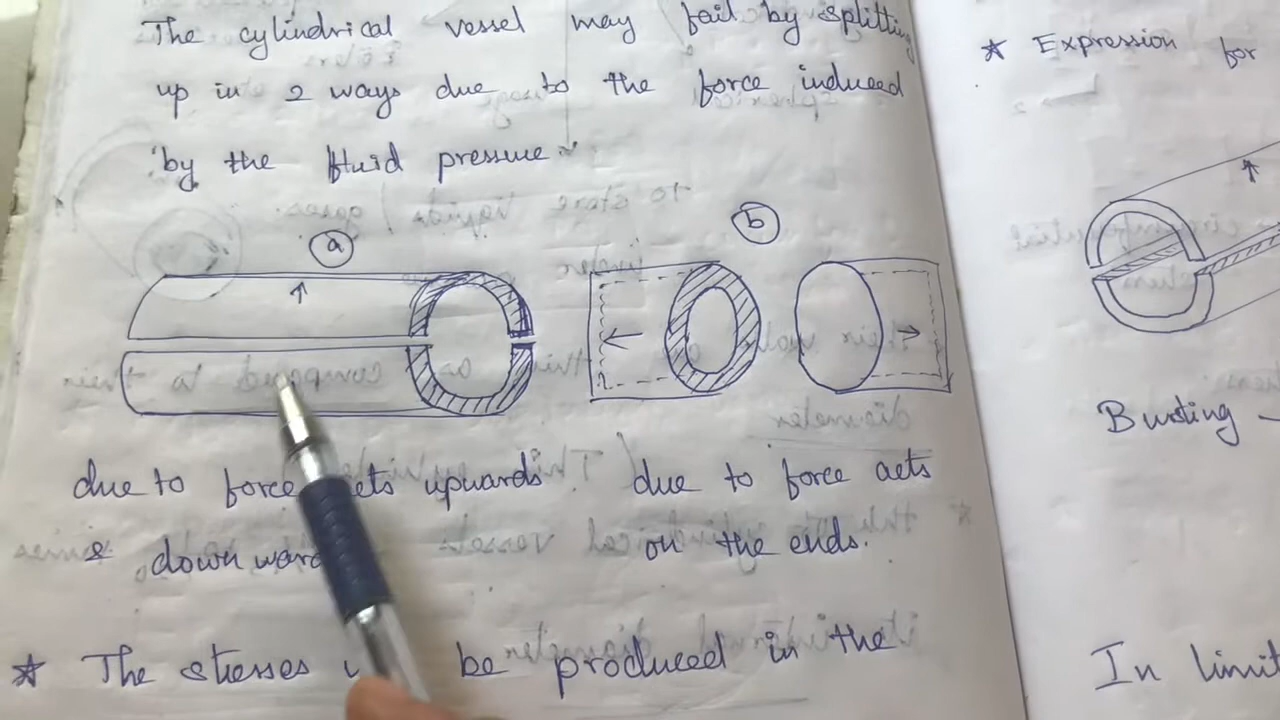 The cylindrical vessel may fail by splitting
up in 2 ways due to the force induced
by the fluid pressure
a
b
due to force acts upwards
& downward
due to force acts
on the ends.
* The stresses be produced in the
* Expression for
Bursting -
In limit